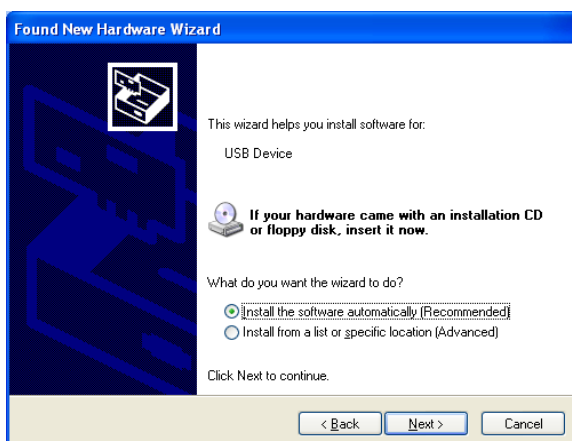 Found New Hardware Wizard
This wizard helps you install software for:
USB Device
If your hardware came with an installation CD
or floppy disk, insert it now.
What do you want the wizard to do?
Install the software automatically (Recommended)
Install from a list or specific location (Advanced)
Click Next to continue.
< Back
Next >
Cancel